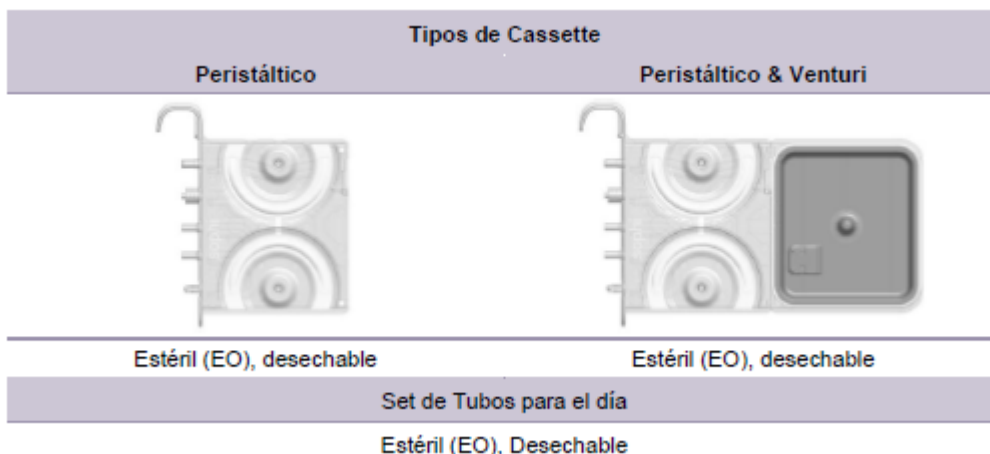 Tipos de Cassette
Peristáltico
Peristáltico & Venturi
Estéril (EO), desechable
Estéril (EO), desechable
Set de Tubos para el día
Estéril (EO), Desechable